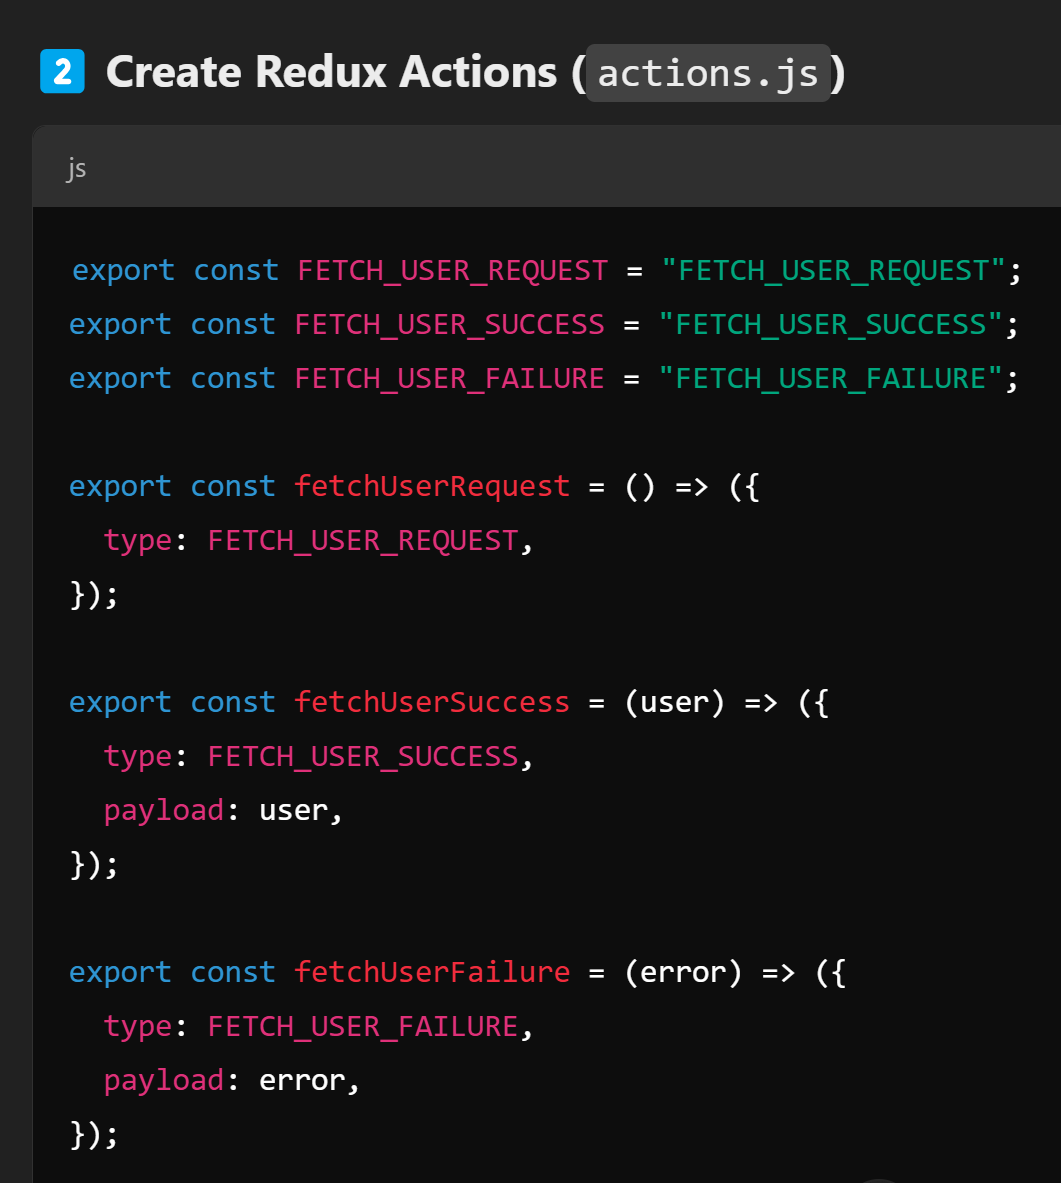 2 Create Redux Actions (actions.js)
js
export const FETCH_USER_REQUEST = "FETCH_USER_REQUEST";
export const FETCH_USER_SUCCESS = "FETCH_USER_SUCCESS";
export const FETCH_USER_FAILURE = "FETCH_USER_FAILURE";
export const fetchUserRequest = () => ({
  type: FETCH_USER_REQUEST,
});
export const fetchUserSuccess = (user) => ({
  type: FETCH_USER_SUCCESS,
  payload: user,
});
export const fetchUserFailure = (error) => ({
  type: FETCH_USER_FAILURE,
  payload: error,
});